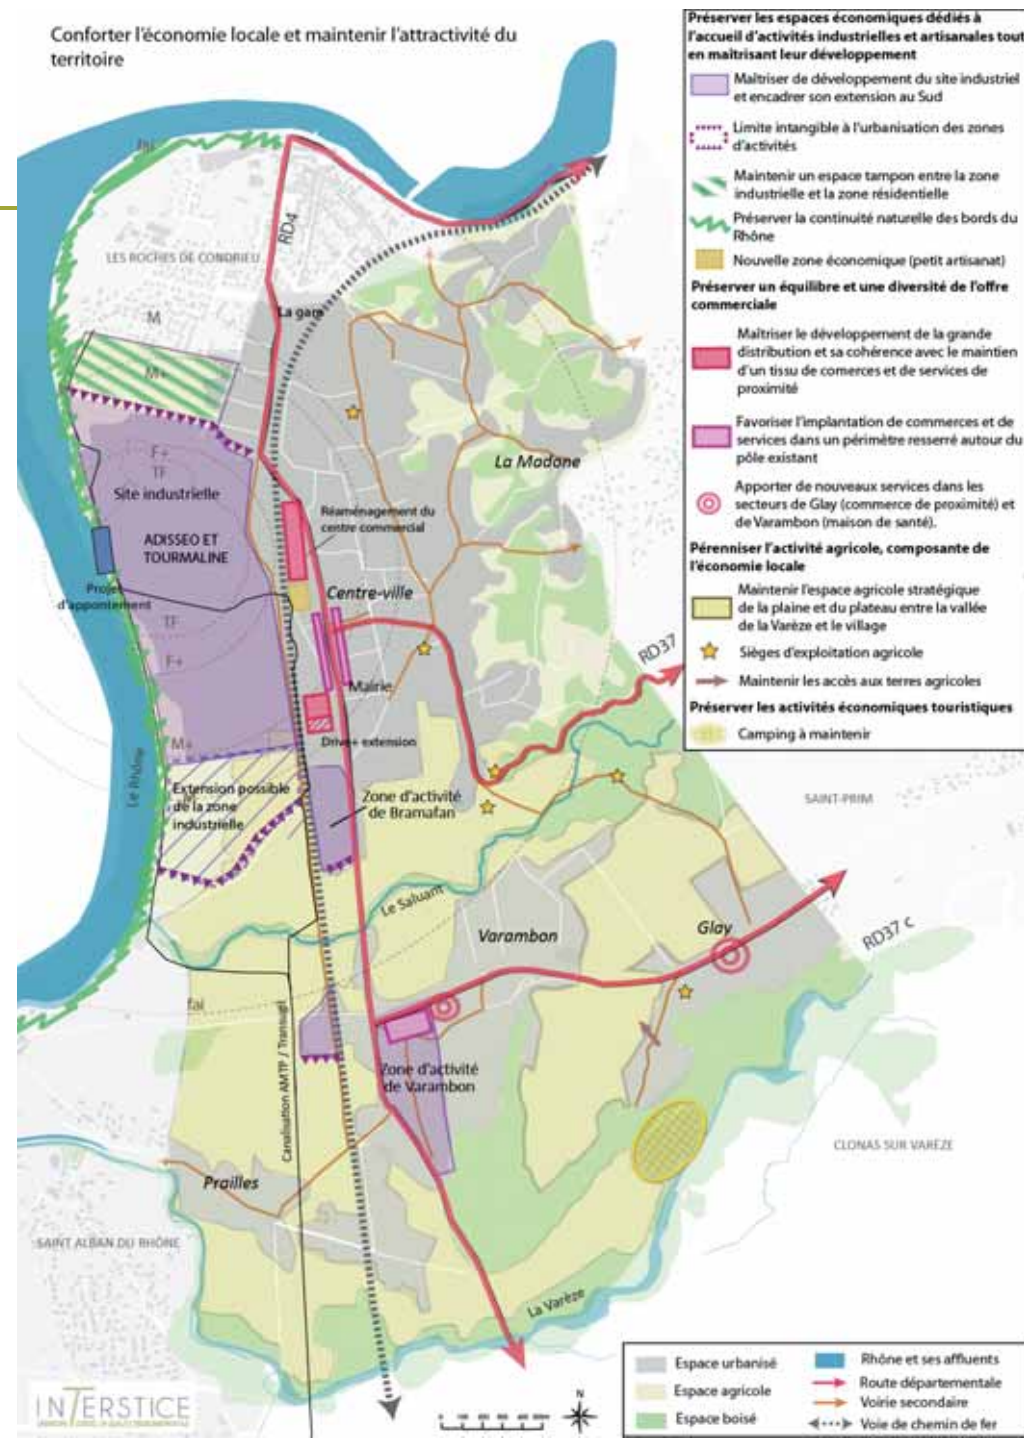 Conforter l'économie locale et maintenir l'attractivité du
territoire
Préserver les espaces économiques dédiés à
l'accueil d'activités industrielles et artisanales tout
en maîtrisant leur développement
Maîtriser de développement du site industriel
et encadrer son extension au Sud
Limite intangible à l'urbanisation des zones
d'activités
Maintenir un espace tampon entre la zone
industrielle et la zone résidentielle
Préserver la continuité naturelle des bords du
Rhône
Nouvelle zone économique (petit artisanat)
Préserver un équilibre et une diversité de l'offre
commerciale
Maîtriser le développement de la grande
distribution et sa cohérence avec le maintien
d'un tissu de comerces et de services de
proximité
Favoriser l'implantation de commerces et de
services dans un périmètre resserré autour du
pôle existant
Apporter de nouveaux services dans les
secteurs de Glay (commerce de proximité) et
de Varambon (maison de santé).
Pérenniser l'activité agricole, composante de
l'économie locale
Maintenir l'espace agricole stratégique
de la plaine et du plateau entre la vallée
de la Varèze et le village
Sièges d'exploitation agricole
Maintenir les accès aux terres agricoles
Préserver les activités économiques touristiques
Camping à maintenir
fai
RD4
LES ROCHES DE CONDRIEU
La gare
M
M+
La Madone
F+
TF
Site industrielle
Réaménagement du
centre commercial
ADISSEO ET
TOURMALINE
Projet
d'appontement
Centre-ville
TF
F+
RD37
Mairie
M+
Drive+ extension
Le Rhône
Extension possible
M
de la zone
industrielle
Zone d'activité
de Bramafan
SAINT-PRIM
Le Saluant
Varambon
Glay
RD37 c
fai
Canalisation AMTP / Transugil
Zone d'activité
de Varambon
CLONAS SUR VARÈZE
Prailles
SAINT ALBAN DU RHÔNE
La Varèze
Espace urbanisé
Espace agricole
Espace boisé
Rhône et ses affluents
Route départementale
Voirie secondaire
Voie de chemin de fer
INTERSTICE
N
0 100 200 300 400 500m